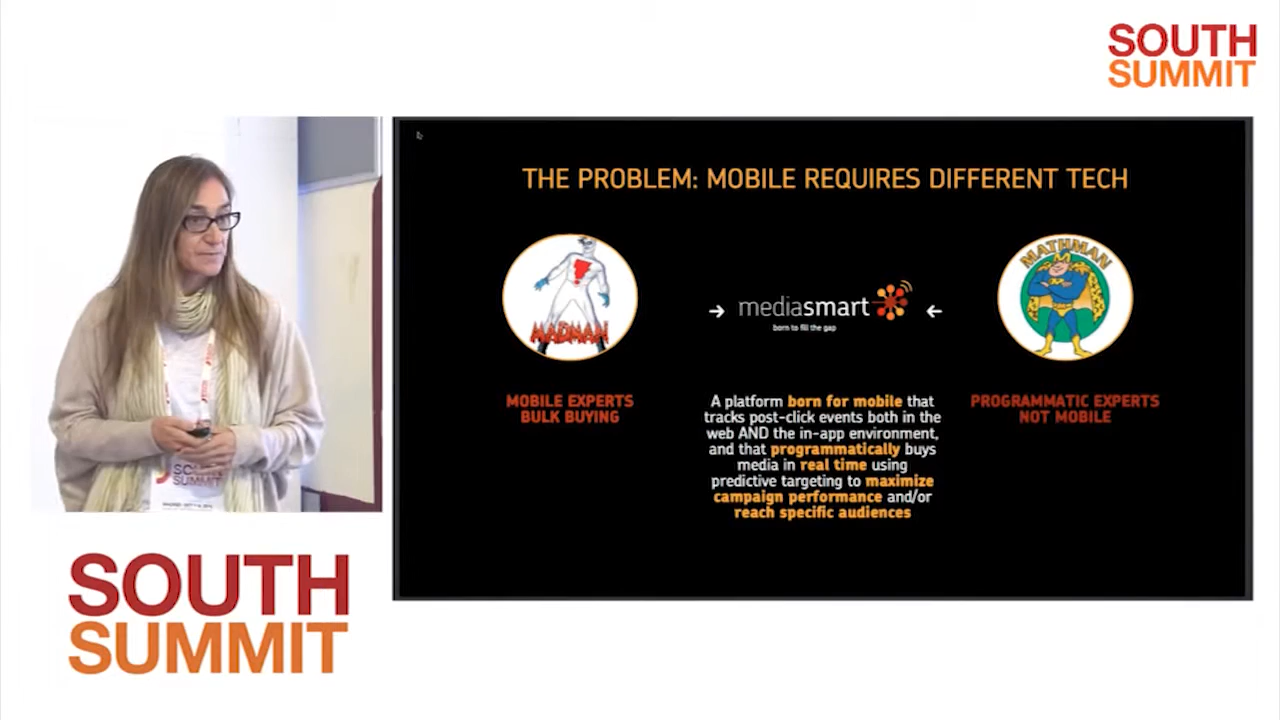 SOUTH
SUMMIT
THE PROBLEM: MOBILE REQUIRES DIFFERENT TECH
MADMAN
mediasmart
born to fill the gap
MATHMAN
MOBILE EXPERTS
BULK BUYING
A platform born for mobile that
tracks post-click events both in the
web AND the in-app environment,
and that programmatically buys
media in real time using
predictive targeting to maximize
campaign performance and/or
reach specific audiences
PROGRAMMATIC EXPERTS
NOT MOBILE
SOUTH
SUMMIT
SOUTH
SUMMIT